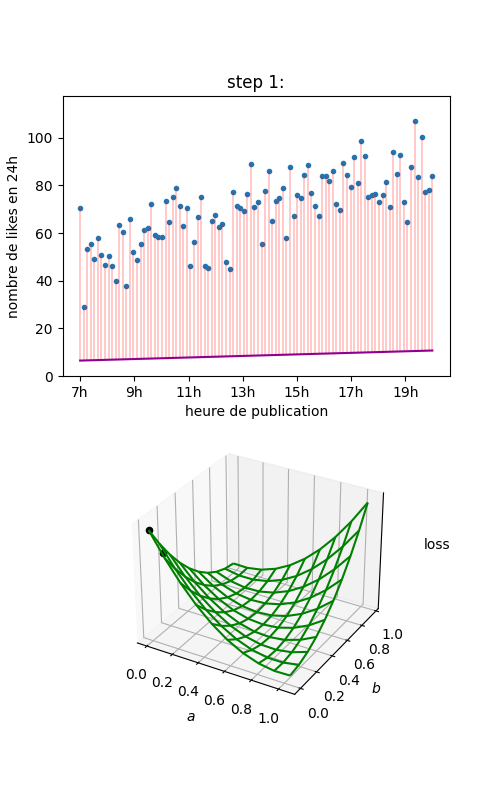 step 1:
nombre de likes en 24h
100
80
60
40
20
0
7h 9h 11h 13h 15h 17h 19h
heure de publication
loss
0.0 0.2 0.4 0.6 0.8 1.0
a
0.0 0.2 0.4 0.6 0.8 1.0
b